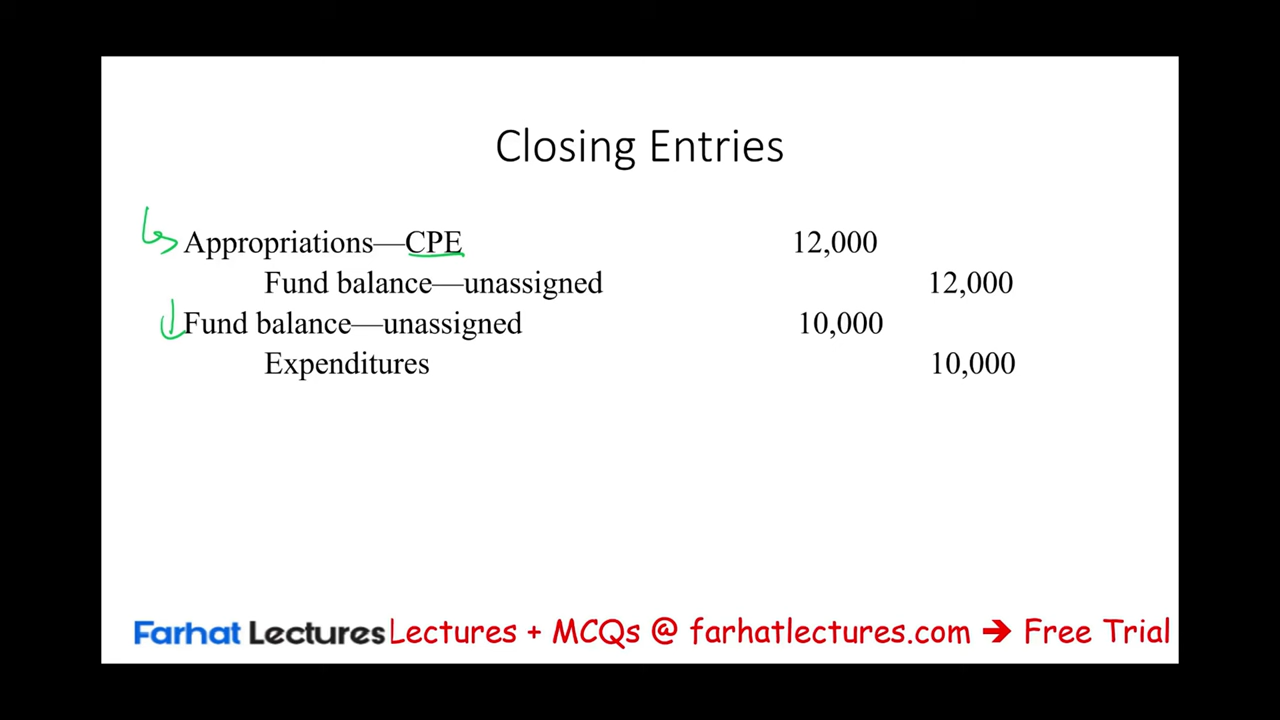 Closing Entries
Appropriations—CPE 12,000
Fund balance—unassigned 12,000
Fund balance—unassigned 10,000
Expenditures 10,000
Farhat Lectures Lectures + MCQs @ farhatlectures.com ➔ Free Trial